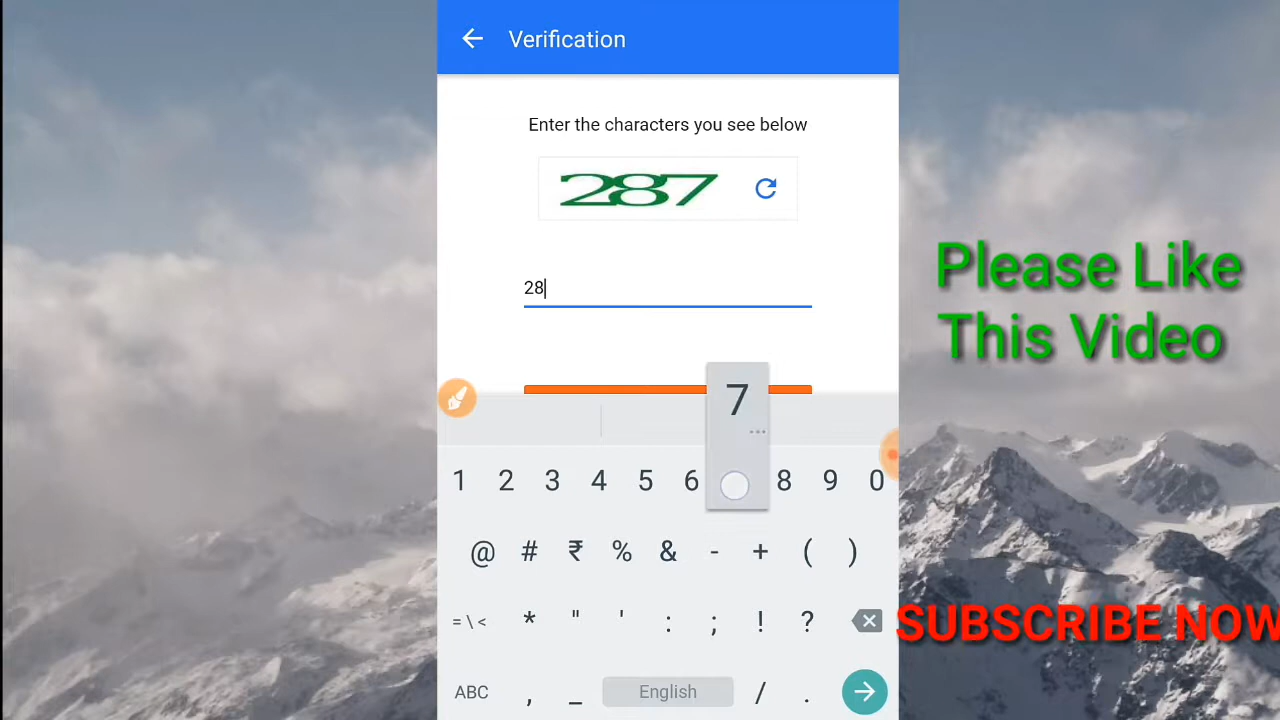 Verification
Enter the characters you see below
287
28
Please Like
This Video
7
...
1 2 3 4 5 6 8 9 0
@ # ₹ % & - + ( )
= \ < * " ' : ; ! ?
SUBSCRIBE NOW
ABC , _ English / .